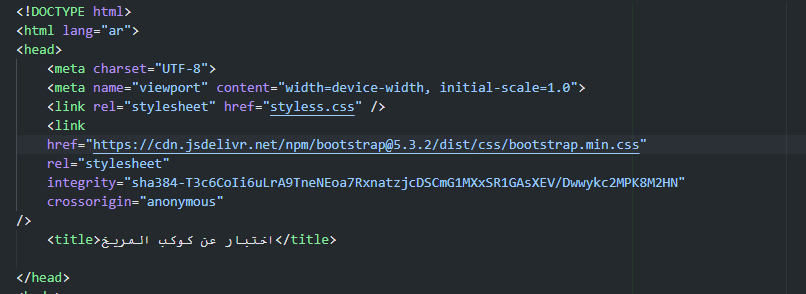 <!DOCTYPE html>
<html lang="ar">
<head>
<meta charset="UTF-8">
<meta name="viewport" content="width=device-width, initial-scale=1.0">
<link rel="stylesheet" href="styless.css" />
<link
href="https://cdn.jsdelivr.net/npm/bootstrap@5.3.2/dist/css/bootstrap.min.css"
rel="stylesheet"
integrity="sha384-T3c6CoIi6uLrA9TneNEoa7RxnatzjcDSCmG1MXxSR1GAsXEV/Dwwykc2MPK8M2HN"
crossorigin="anonymous"
/>
<title>اختبار عن كوكب المريخ</title>
</head>